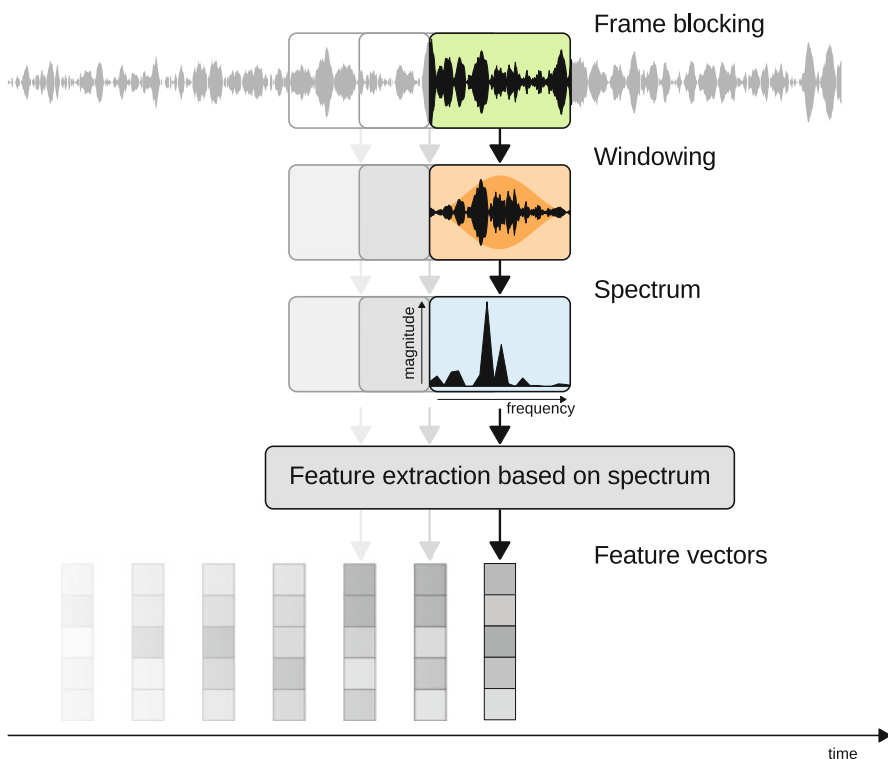 Frame blocking
Windowing
Spectrum
magnitude
frequency
Feature extraction based on spectrum
Feature vectors
time